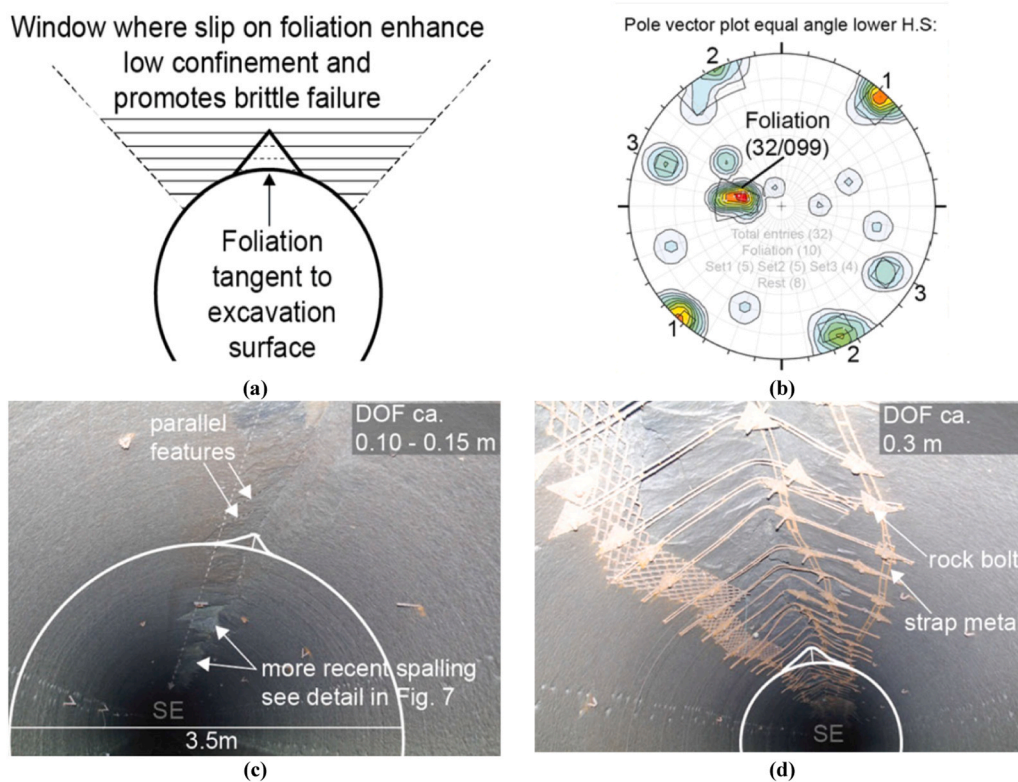 Window where slip on foliation enhance
low confinement and
promotes brittle failure
Foliation
tangent to
excavation
surface
(a)
Pole vector plot equal angle lower H.S:
2
1
Foliation
(32/099)
3
Total entries (32)
Foliation (10)
Set1 (5) Set2 (5) Set3 (4)
Rest (8)
3
1
2
(b)
parallel
features
DOF ca.
0.10 - 0.15 m
more recent spalling
see detail in Fig. 7
SE
3.5m
(c)
DOF ca.
0.3 m
rock bolt
strap metal
SE
(d)